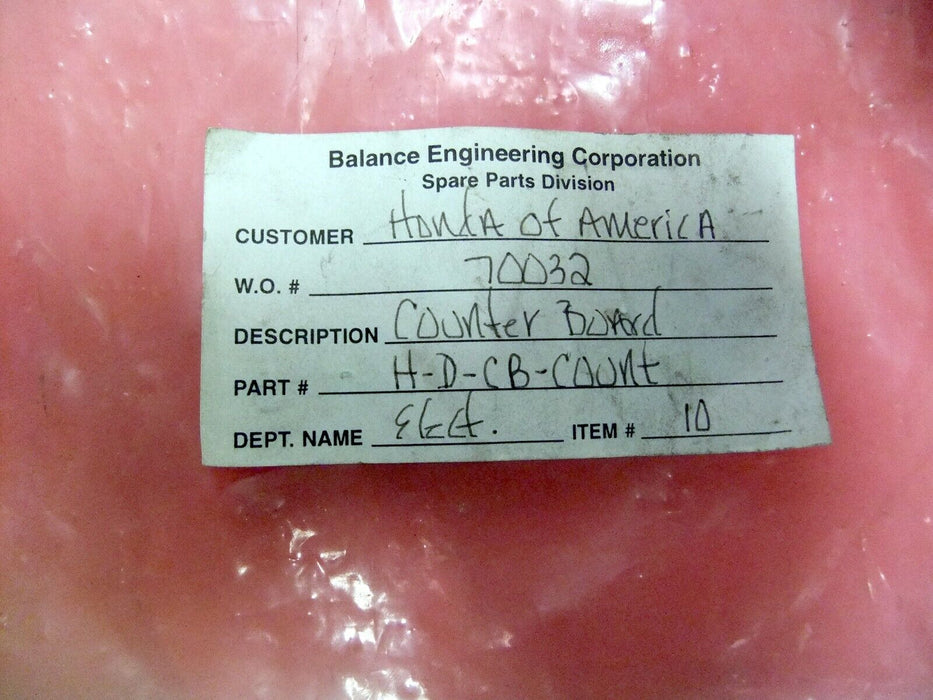 Balance Engineering Corporation
Spare Parts Division
CUSTOMER Honda of America
W.O. # 70032
DESCRIPTION Counter Board
PART # H-D-CB-Count
DEPT. NAME Elect. ITEM # 10